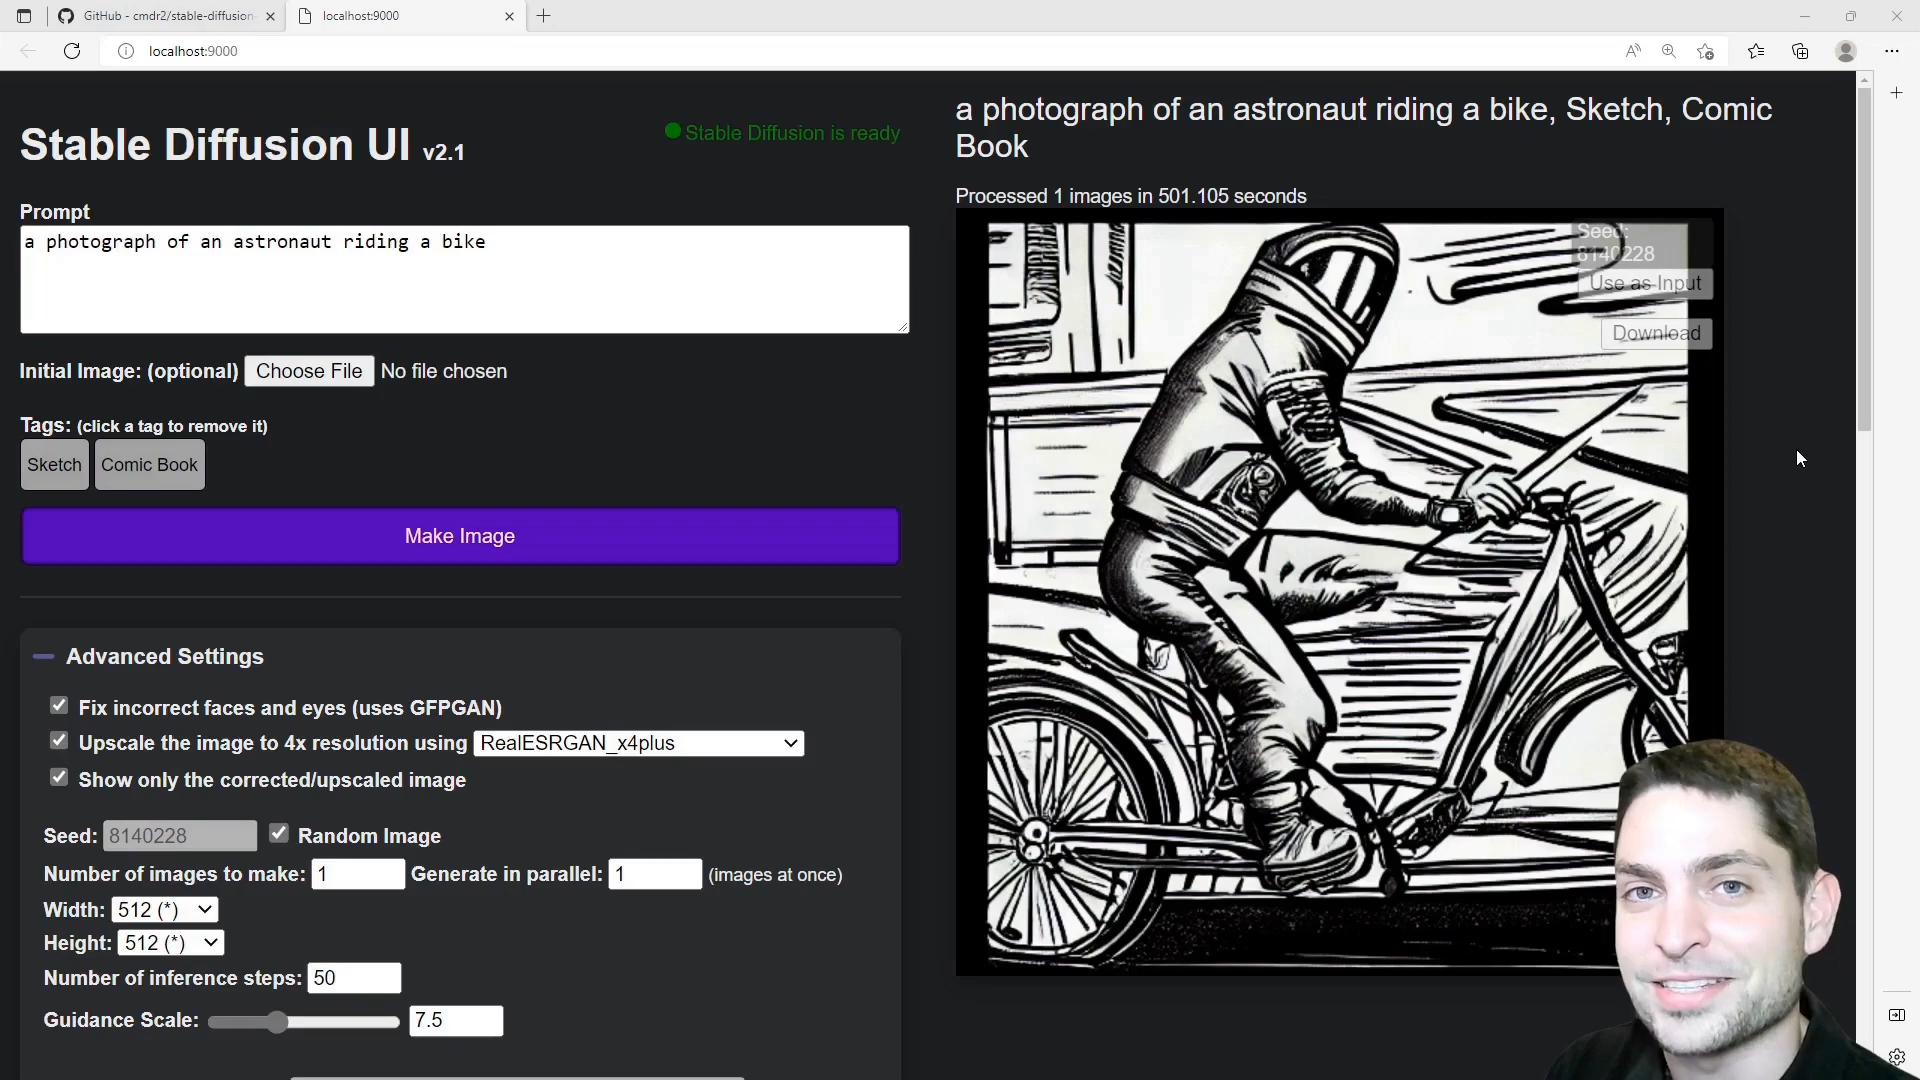 GitHub - cmdr2/stable-diffusion-
localhost:9000
localhost:9000
Stable Diffusion UI v2.1
Stable Diffusion is ready
Prompt
a photograph of an astronaut riding a bike
Initial Image: (optional) Choose File No file chosen
Tags: (click a tag to remove it)
Sketch Comic Book
Make Image
Advanced Settings
Fix incorrect faces and eyes (uses GFPGAN)
Upscale the image to 4x resolution using RealESRGAN_x4plus
Show only the corrected/upscaled image
Seed: 8140228 Random Image
Number of images to make: 1 Generate in parallel: 1 (images at once)
Width: 512 (*)
Height: 512 (*)
Number of inference steps: 50
Guidance Scale: 7.5
a photograph of an astronaut riding a bike, Sketch, Comic
Book
Processed 1 images in 501.105 seconds
Seed:
8140228
Use as Input
Download